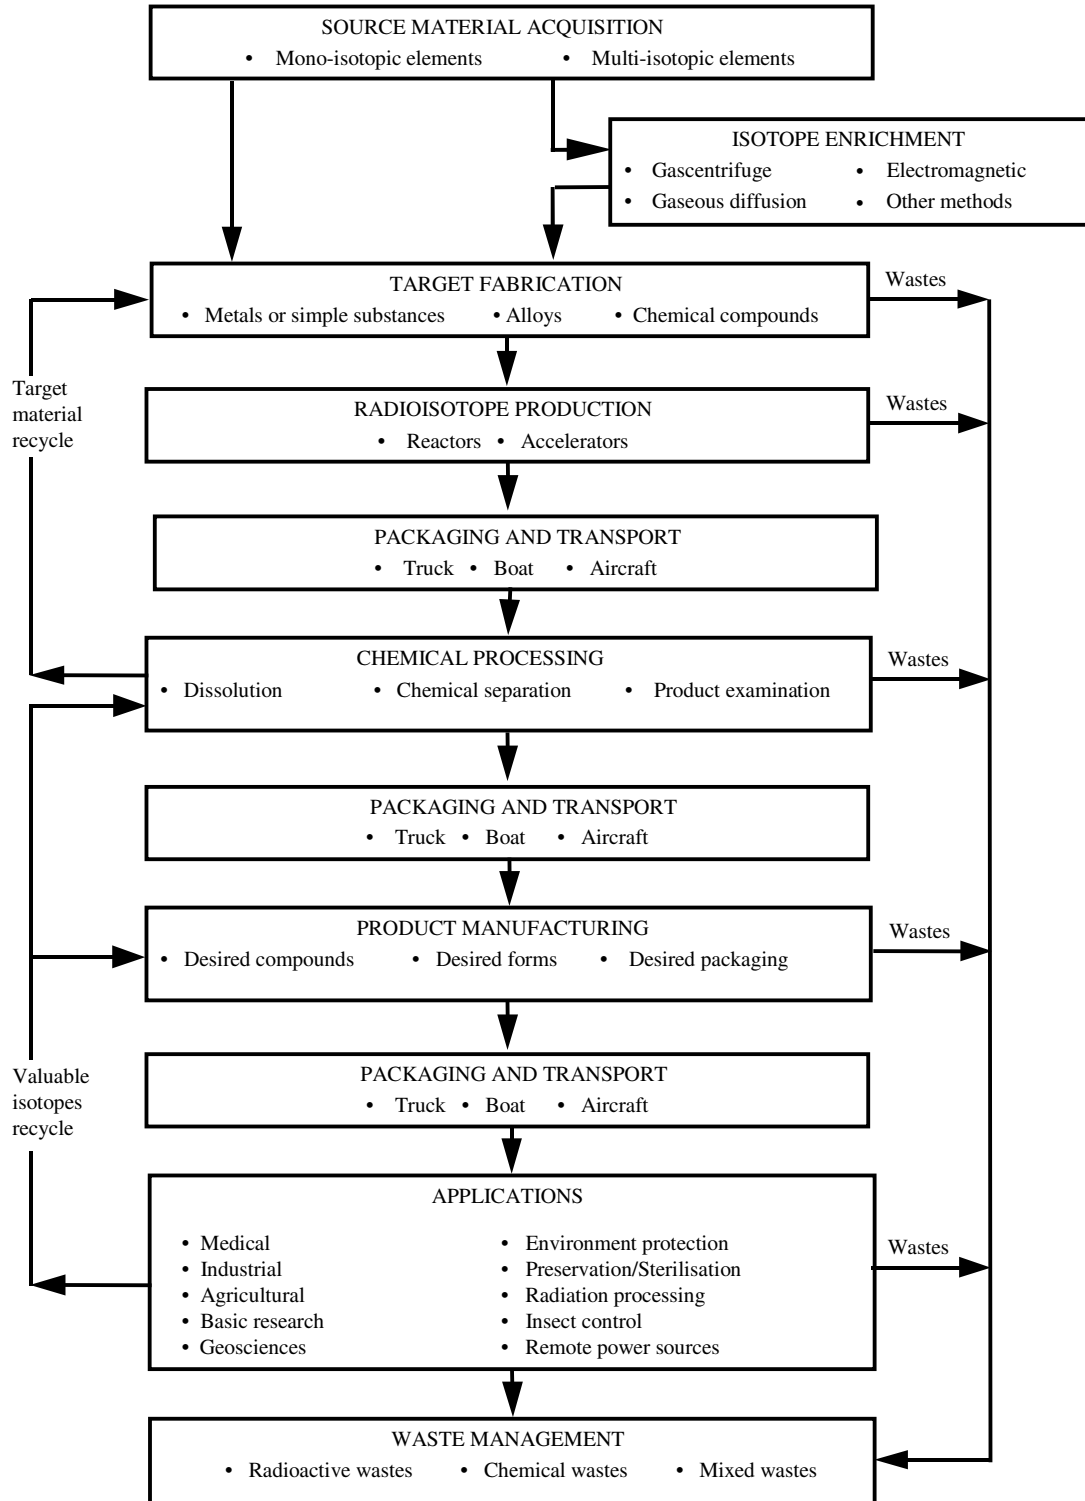 SOURCE MATERIAL ACQUISITION
• Mono-isotopic elements • Multi-isotopic elements
ISOTOPE ENRICHMENT
• Gascentrifuge • Electromagnetic
• Gaseous diffusion • Other methods
TARGET FABRICATION
• Metals or simple substances • Alloys • Chemical compounds
Wastes
Target
material
recycle
RADIOISOTOPE PRODUCTION
• Reactors • Accelerators
Wastes
PACKAGING AND TRANSPORT
• Truck • Boat • Aircraft
CHEMICAL PROCESSING
• Dissolution • Chemical separation • Product examination
Wastes
PACKAGING AND TRANSPORT
• Truck • Boat • Aircraft
PRODUCT MANUFACTURING
• Desired compounds • Desired forms • Desired packaging
Wastes
PACKAGING AND TRANSPORT
• Truck • Boat • Aircraft
Valuable
isotopes
recycle
APPLICATIONS
• Medical • Environment protection
• Industrial • Preservation/Sterilisation
• Agricultural • Radiation processing
• Basic research • Insect control
• Geosciences • Remote power sources
Wastes
WASTE MANAGEMENT
• Radioactive wastes • Chemical wastes • Mixed wastes